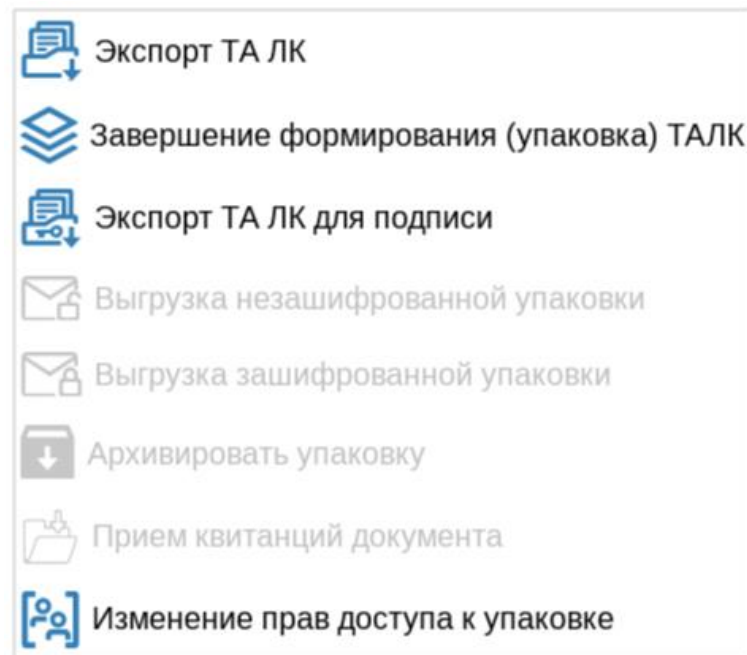 Экспорт ТА ЛК
Завершение формирования (упаковка) ТАЛК
Экспорт ТА ЛК для подписи
Выгрузка незашифрованной упаковки
Выгрузка зашифрованной упаковки
Архивировать упаковку
Прием квитанций документа
Изменение прав доступа к упаковке